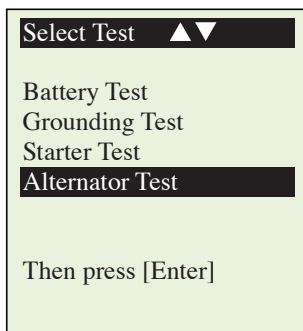 Select Test ▲▼
Battery Test
Grounding Test
Starter Test
Alternator Test
Then press [Enter]